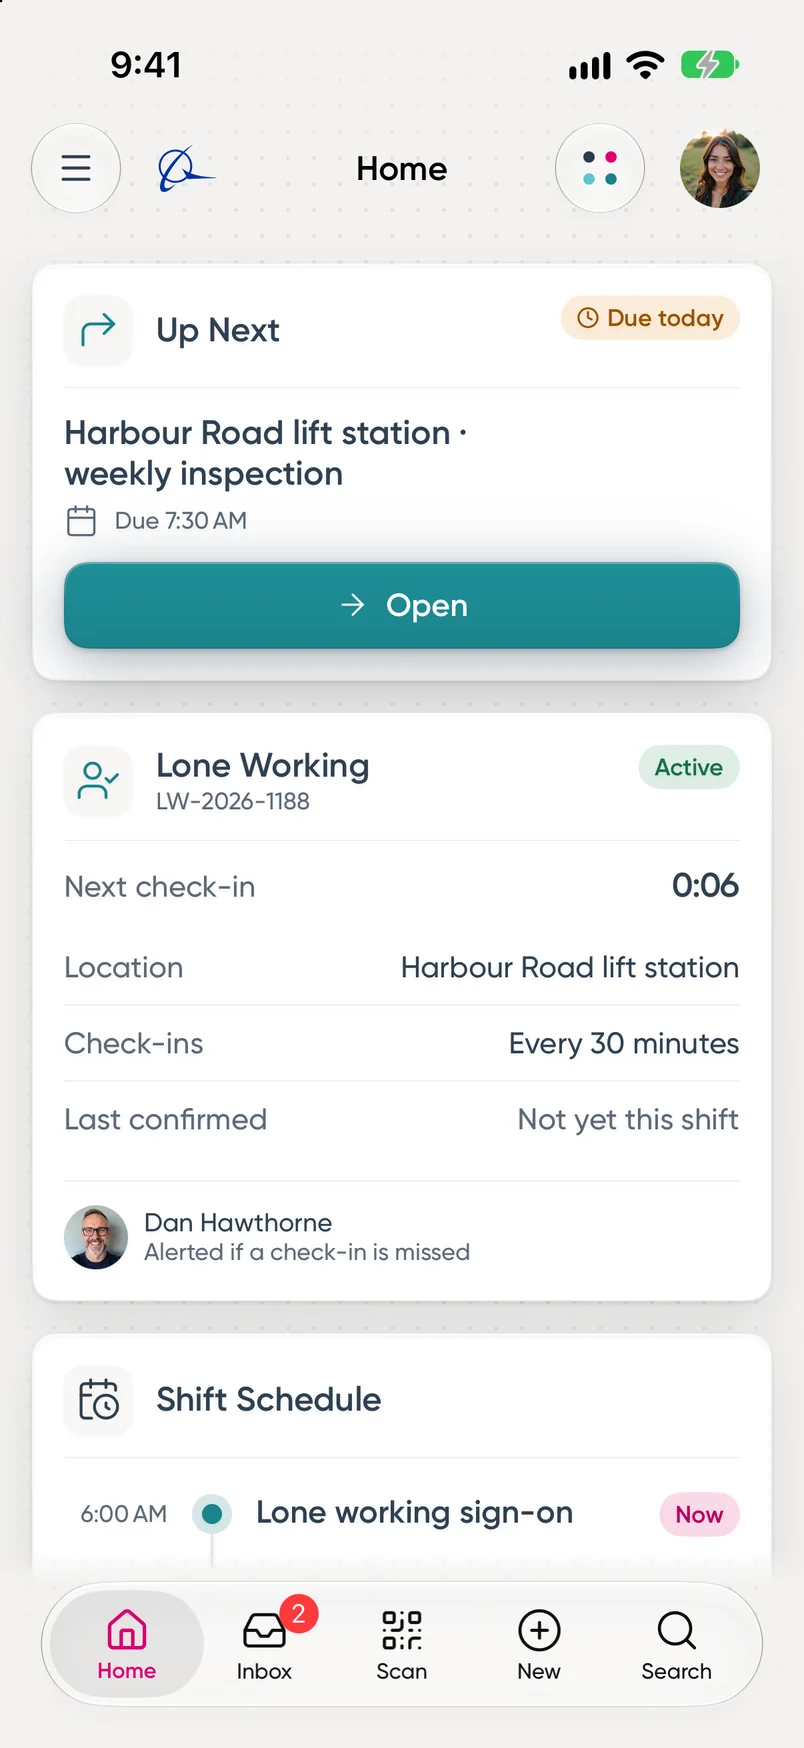 9:41
Home
Up Next
Due today
Harbour Road lift station ·
weekly inspection
Due 7:30 AM
Open
Lone Working
LW-2026-1188
Active
Next check-in
0:06
Location
Harbour Road lift station
Check-ins
Every 30 minutes
Last confirmed
Not yet this shift
Dan Hawthorne
Alerted if a check-in is missed
Shift Schedule
6:00 AM
Lone working sign-on
Now
2
Home
Inbox
Scan
New
Search